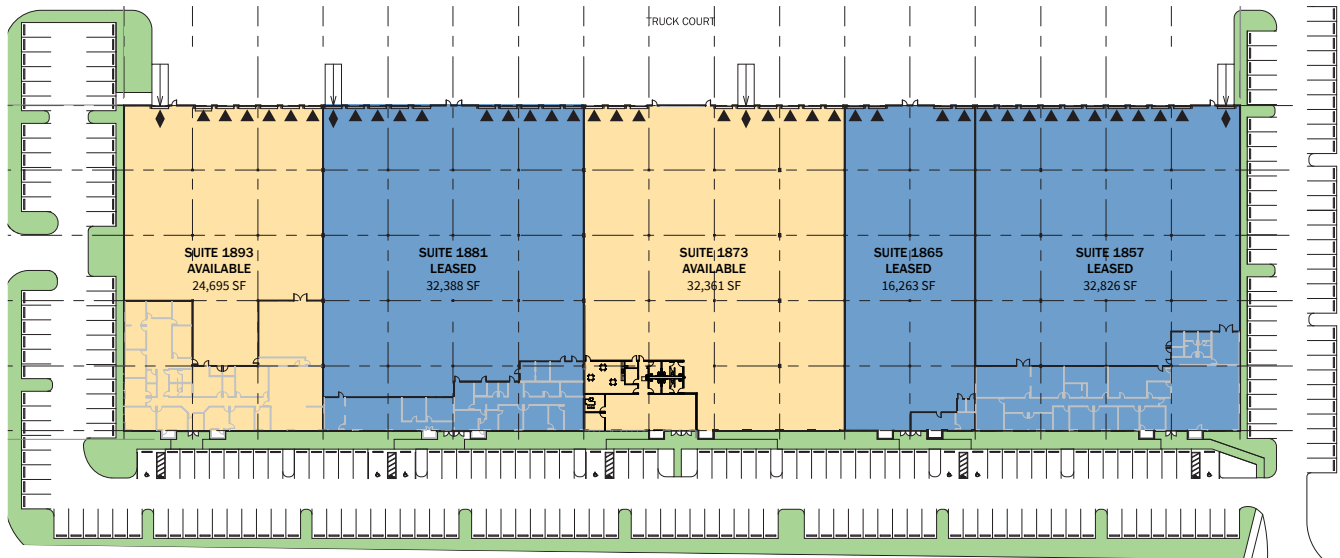 TRUCK COURT
SUITE 1893
AVAILABLE
24,695 SF
SUITE 1881
LEASED
32,388 SF
SUITE 1873
AVAILABLE
32,361 SF
SUITE 1865
LEASED
16,263 SF
SUITE 1857
LEASED
32,826 SF